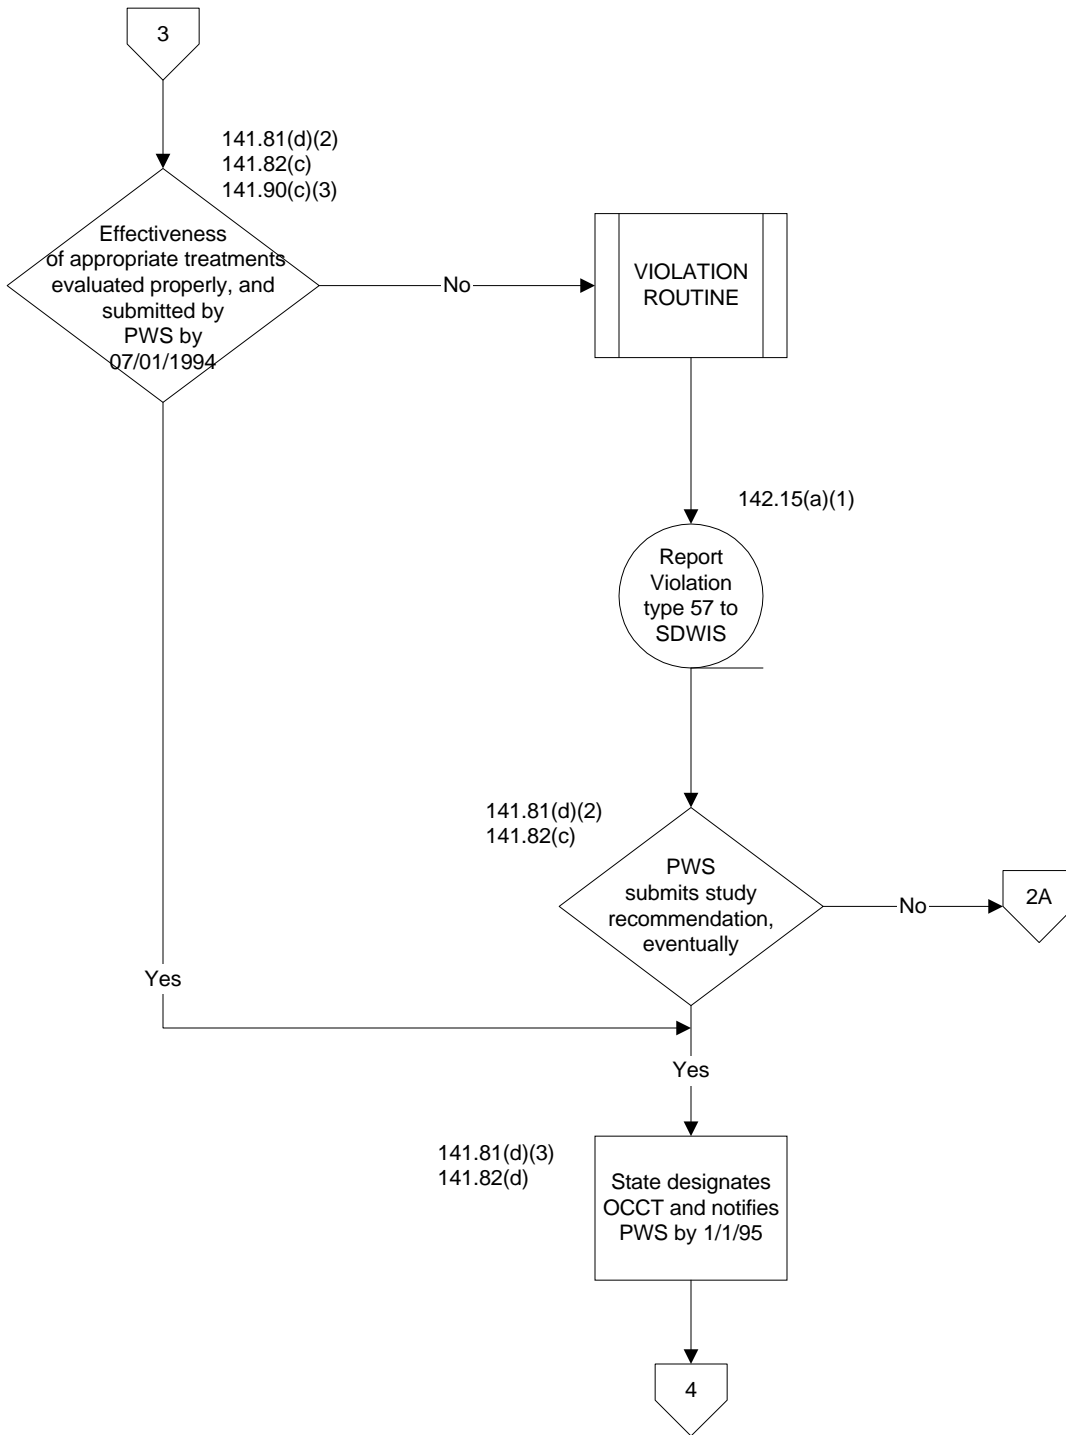 3
141.81(d)(2)
141.82(c)
141.90(c)(3)
Effectiveness
of appropriate treatments
evaluated properly, and
submitted by
PWS by
07/01/1994
No
VIOLATION
ROUTINE
142.15(a)(1)
Report
Violation
type 57 to
SDWIS
141.81(d)(2)
141.82(c)
PWS
submits study
recommendation,
eventually
No
2A
Yes
Yes
141.81(d)(3)
141.82(d)
State designates
OCCT and notifies
PWS by 1/1/95
4